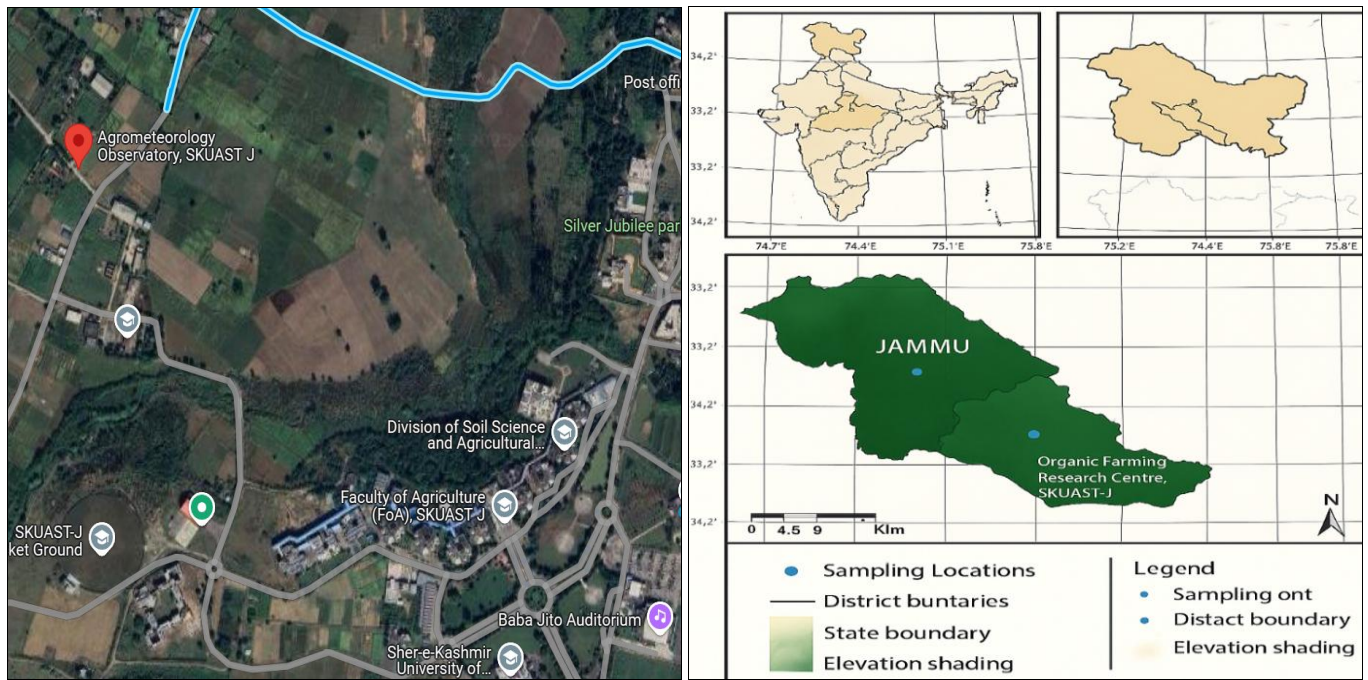 Post offi
Agrometeorology
Observatory, SKUAST J
Silver Jubilee par
Division of Soil Science
and Agricultural...
Faculty of Agriculture
(FoA), SKUAST J
SKUAST-J
ket Ground
Baba Jito Auditorium
Sher-e-Kashmir
University of...
34,2'
33,2'
33,2'
34,2'
74.7'E
74.4'E
75.1'E
75.8'E
75.2'E
74.4'E
75.8'E
75.8'E
33,2'
33,2'
34,2'
33,2'
34,2'
JAMMU
Organic Farming
Research Centre,
SKUAST-J
0 4.5 9 Klm
N
Sampling Locations
District buntaries
State boundary
Elevation shading
Legend
Sampling ont
Distact boundary
Elevation shading